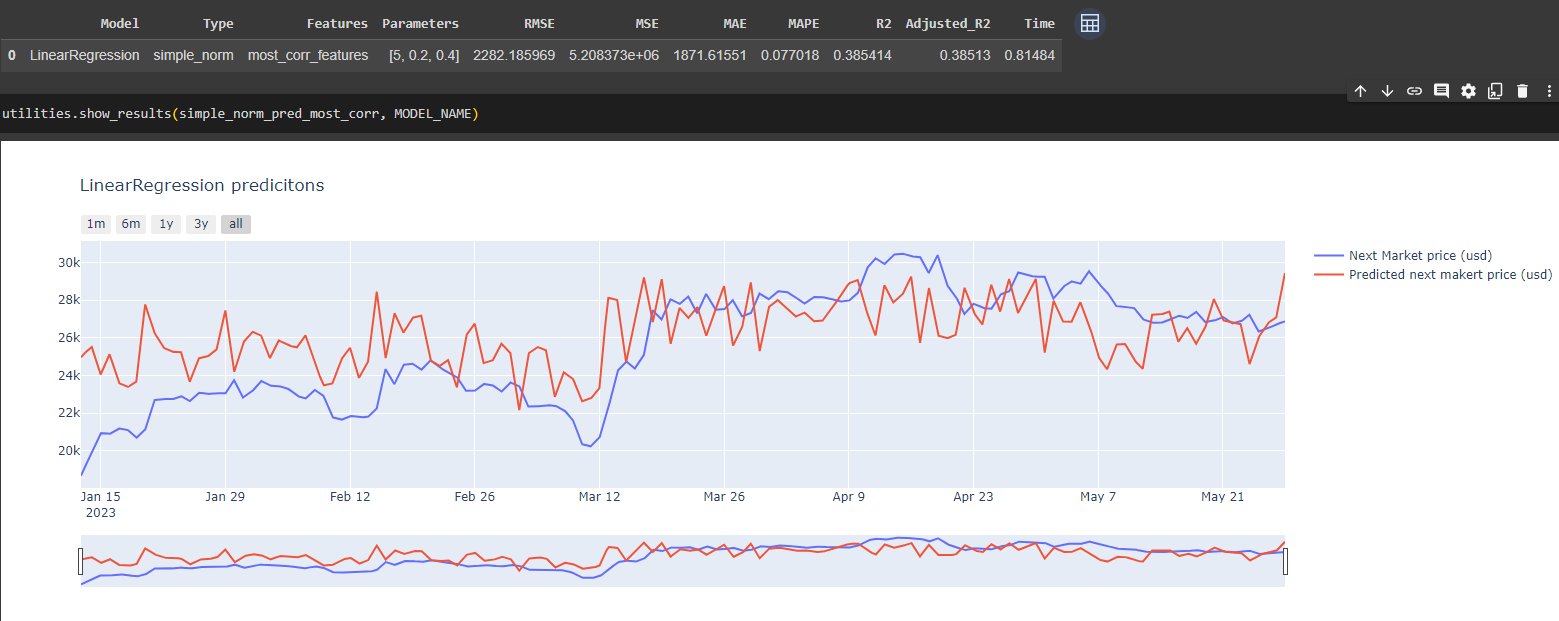 Model Type Features Parameters RMSE MSE MAE MAPE R2 Adjusted_R2 Time
0 LinearRegression simple_norm most_corr_features [5, 0.2, 0.4] 2282.185969 5.208373e+06 1871.61551 0.077018 0.385414 0.38513 0.81484
utilities.show_results(simple_norm_pred_most_corr, MODEL_NAME)
LinearRegression predicitons
1m 6m 1y 3y all
Next Market price (usd)
Predicted next makert price (usd)
30k
28k
26k
24k
22k
20k
Jan 15 Jan 29 Feb 12 Feb 26 Mar 12 Mar 26 Apr 9 Apr 23 May 7 May 21
2023